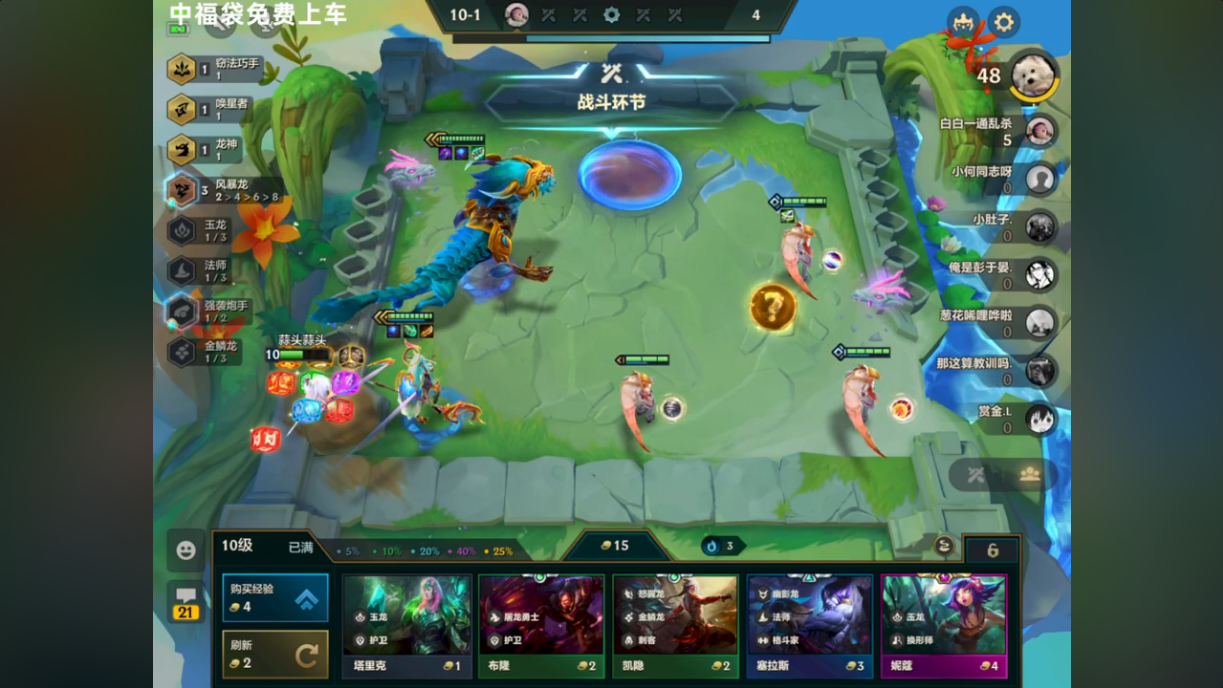 中福袋免费上车
10-1
4
战斗环节
1 窃法巧手
1
1 唤星者
1
1 龙神
1
3 风暴龙
2 > 4 > 6 > 8
玉龙
1 / 3
法师
1 / 3
强袭炮手
1 / 2
金鳞龙
1 / 3
蒜头蒜头
10
48
白白一通乱杀
5
小何同志呀
0
小肚子.
0
俺是彭于晏.
0
葱花唏哩哗啦
0
那这算教训吗.
0
赏金.L
0
21
10级
已满
5%
10%
20%
40%
25%
15
3
6
购买经验
4
刷新
2
玉龙
护卫
塔里克
1
屠龙勇士
护卫
布隆
2
怒翼龙
金鳞龙
刺客
凯隐
2
幽影龙
法师
格斗家
塞拉斯
3
玉龙
换形师
妮蔻
4